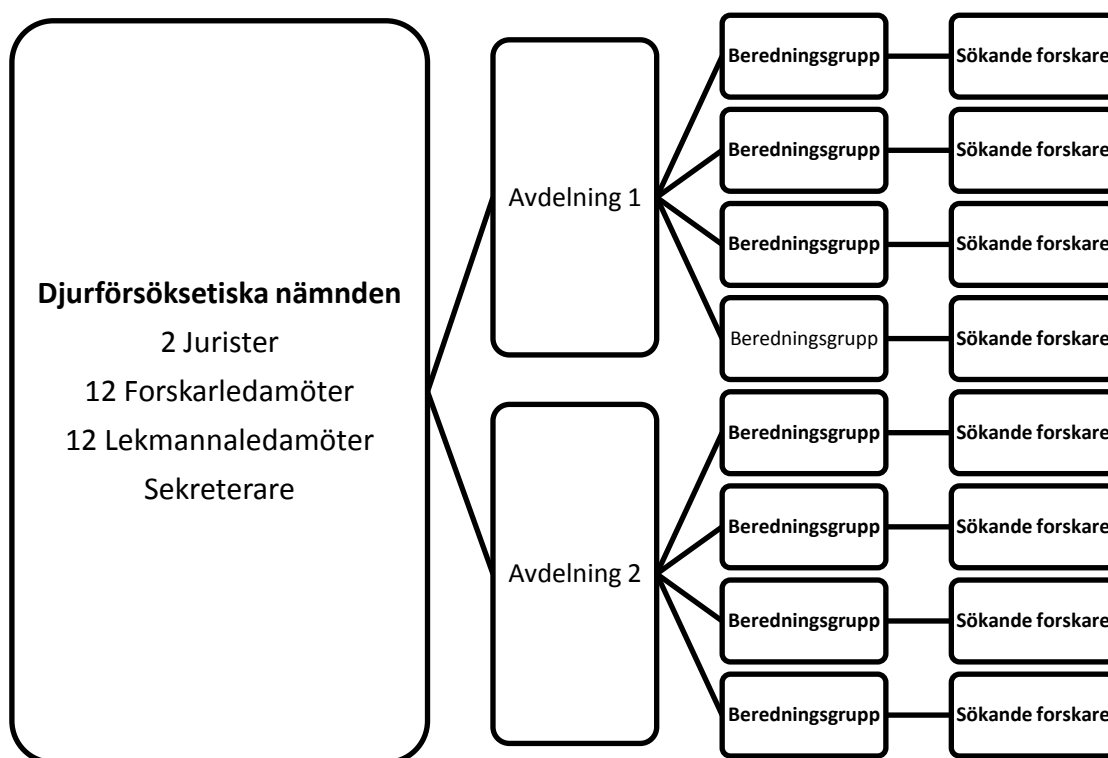 Djurförsöksetiska nämnden
2 Jurister
12 Forskarledamöter
12 Lekmannaledamöter
Sekreterare
Avdelning 1
Beredningsgrupp
Sökande forskare
Beredningsgrupp
Sökande forskare
Beredningsgrupp
Sökande forskare
Beredningsgrupp
Sökande forskare
Avdelning 2
Beredningsgrupp
Sökande forskare
Beredningsgrupp
Sökande forskare
Beredningsgrupp
Sökande forskare
Beredningsgrupp
Sökande forskare